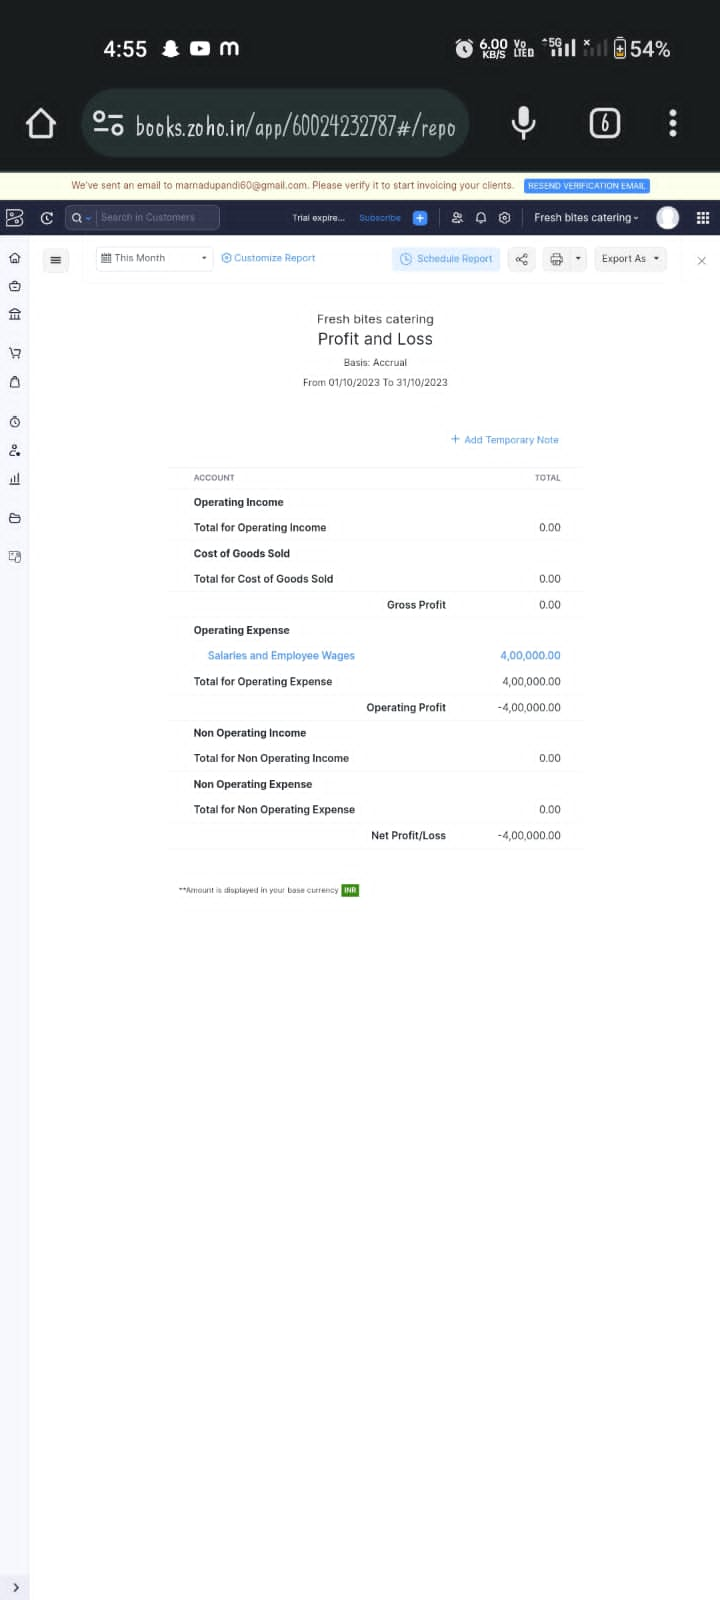 4:55 m 6.00 KB/S Vo LTED 5G 54%
books.zoho.in/app/60024232787#/repo 6
We've sent an email to marnadupandi60@gmail.com. Please verify it to start invoicing your clients. RESEND VERIFICATION EMAIL
Search in Customers Trial expire... Subscribe Fresh bites catering
This Month Customize Report Schedule Report Export As
Fresh bites catering
Profit and Loss
Basis: Accrual
From 01/10/2023 To 31/10/2023
+ Add Temporary Note
ACCOUNT TOTAL
Operating Income
Total for Operating Income 0.00
Cost of Goods Sold
Total for Cost of Goods Sold 0.00
Gross Profit 0.00
Operating Expense
Salaries and Employee Wages 4,00,000.00
Total for Operating Expense 4,00,000.00
Operating Profit -4,00,000.00
Non Operating Income
Total for Non Operating Income 0.00
Non Operating Expense
Total for Non Operating Expense 0.00
Net Profit/Loss -4,00,000.00
**Amount is displayed in your base currency INR